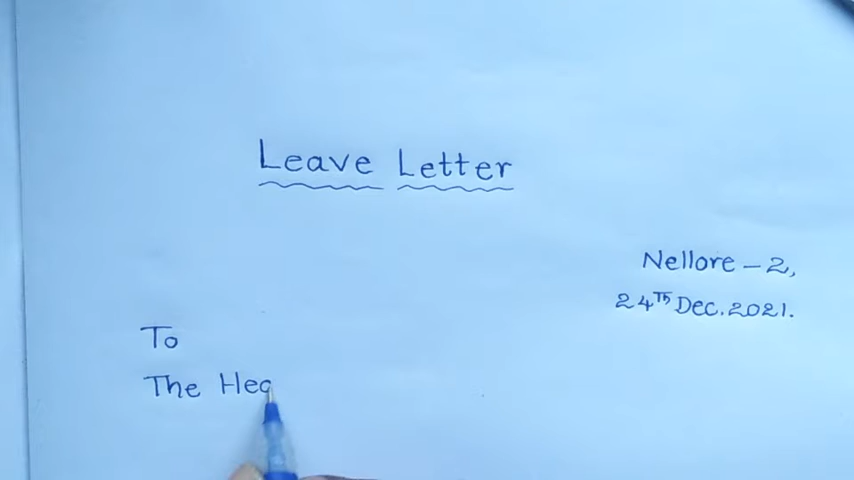 Leave Letter
Nellore - 2,
24Th Dec. 2021.
To
The Hea